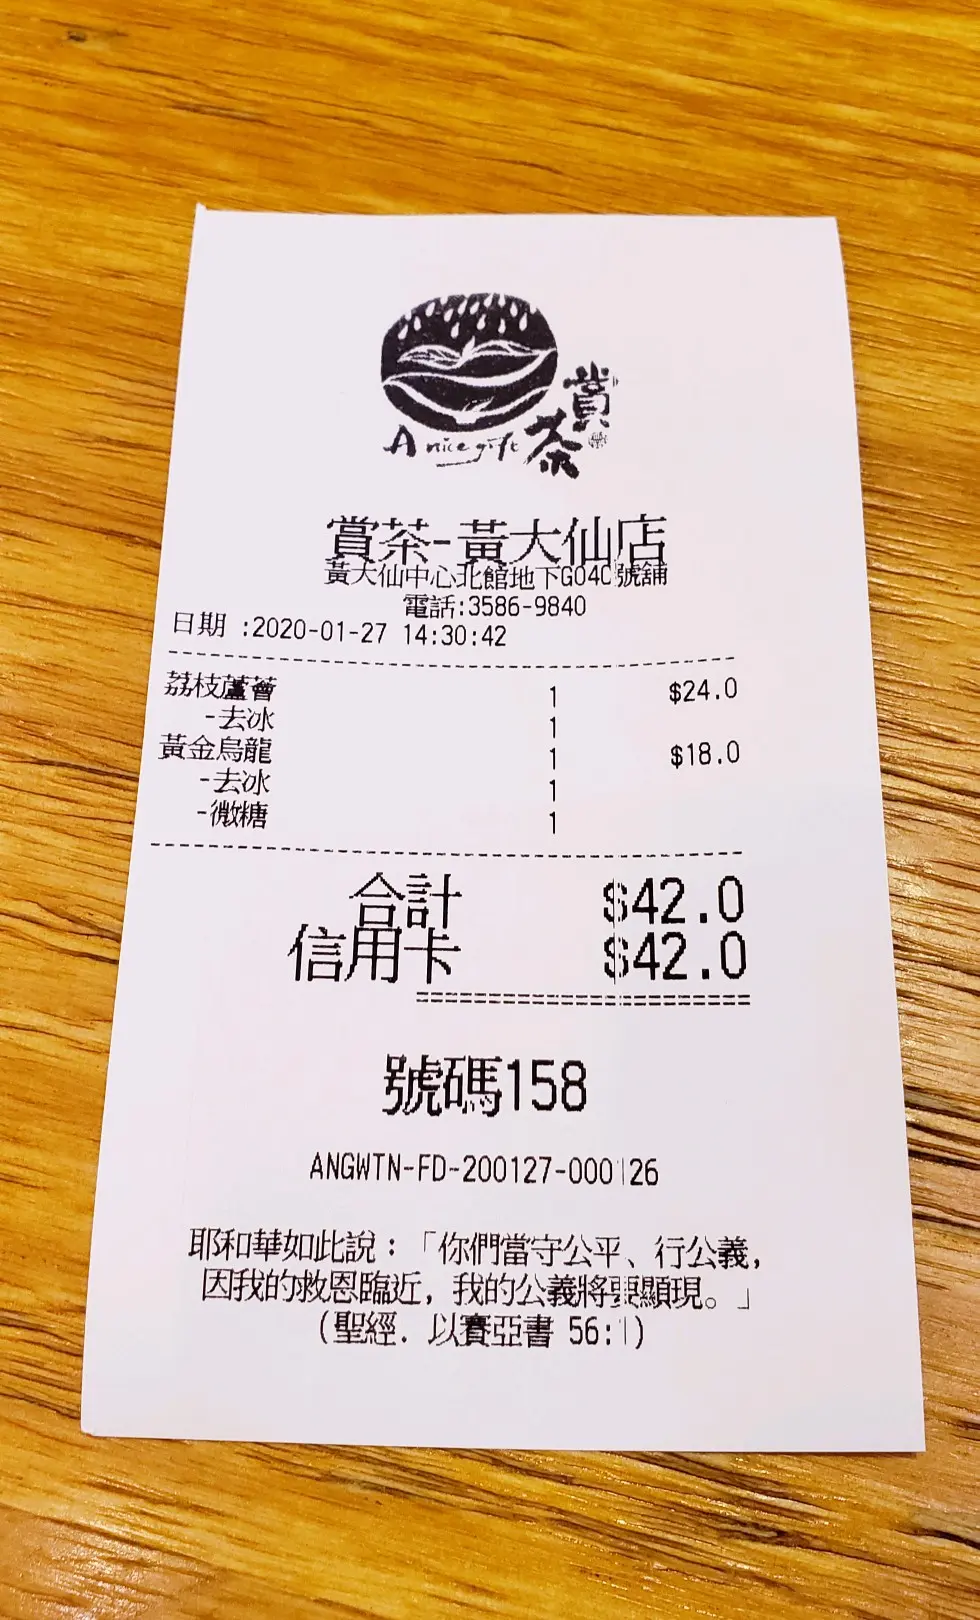 A nice gift 賞茶
賞茶-黃大仙店
黃大仙中心北館地下G04C號舖
電話:3586-9840
日期 :2020-01-27 14:30:42
荔枝蘆薈 1 $24.0
-去冰 1
黃金烏龍 1 $18.0
-去冰 1
-微糖 1
合計 $42.0
信用卡 $42.0
號碼158
ANGWTN-FD-200127-000126
耶和華如此說：「你們當守公平、行公義,
因我的救恩臨近, 我的公義將要顯現。」
(聖經. 以賽亞書 56:1)